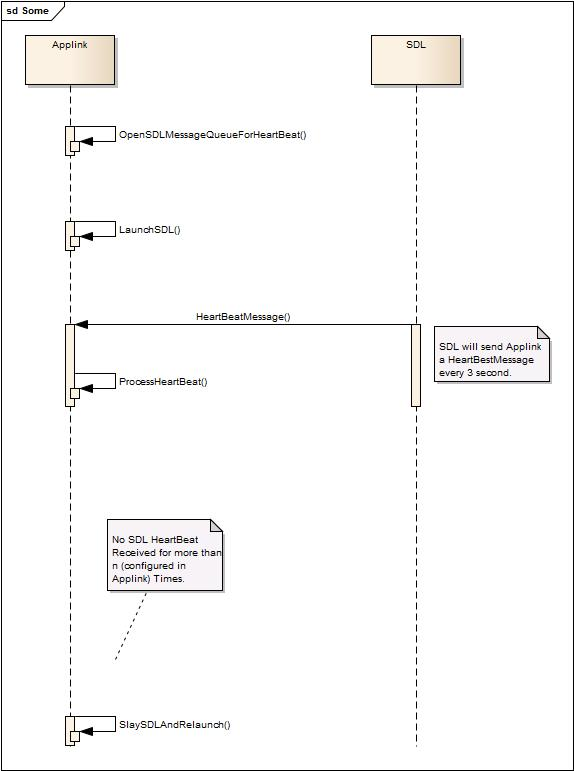 sd Some
Applink
SDL
OpenSDLMessageQueueForHeartBeat()
LaunchSDL()
HeartBeatMessage()
SDL will send Applink
a HeartBestMessage
every 3 second.
ProcessHeartBeat()
No SDL HeartBeat
Received for more than
n (configured in
Applink) Times.
SlaySDLAndRelaunch()